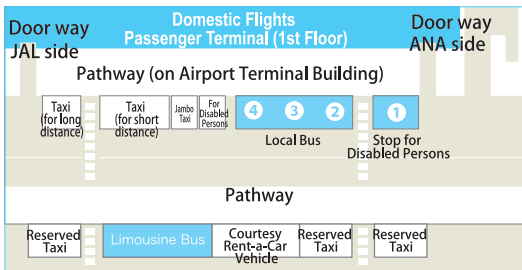 Domestic Flights
Passenger Terminal (1st Floor)
Door way
JAL side
Door way
ANA side
Pathway (on Airport Terminal Building)
Taxi
(for long
distance)
Taxi
(for short
distance)
Jambo
Taxi
For
Disabled
Persons
4
3
2
1
Local Bus
Stop for
Disabled Persons
Pathway
Reserved
Taxi
Limousine Bus
Courtesy
Rent-a-Car
Vehicle
Reserved
Taxi
Reserved
Taxi